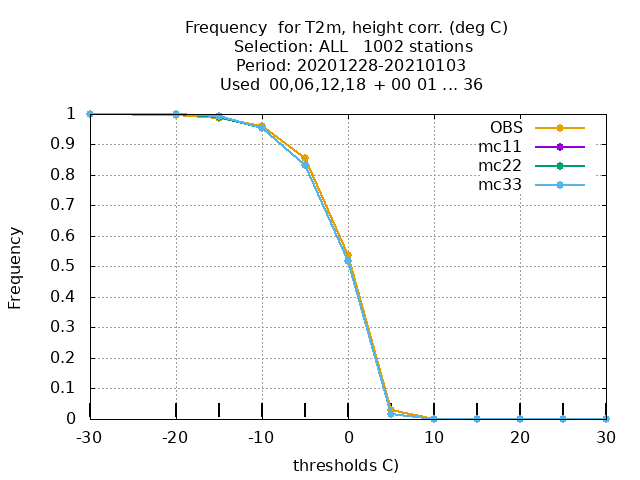 Frequency  for T2m, height corr. (deg C)
Selection: ALL   1002 stations
Period: 20201228-20210103
Used  00,06,12,18  + 00 01 ... 36
OBS
mc11
mc22
mc33
1
0.9
0.8
0.7
0.6
0.5
0.4
0.3
0.2
0.1
0
Frequency
-30 -20 -10 0 10 20 30
thresholds C)